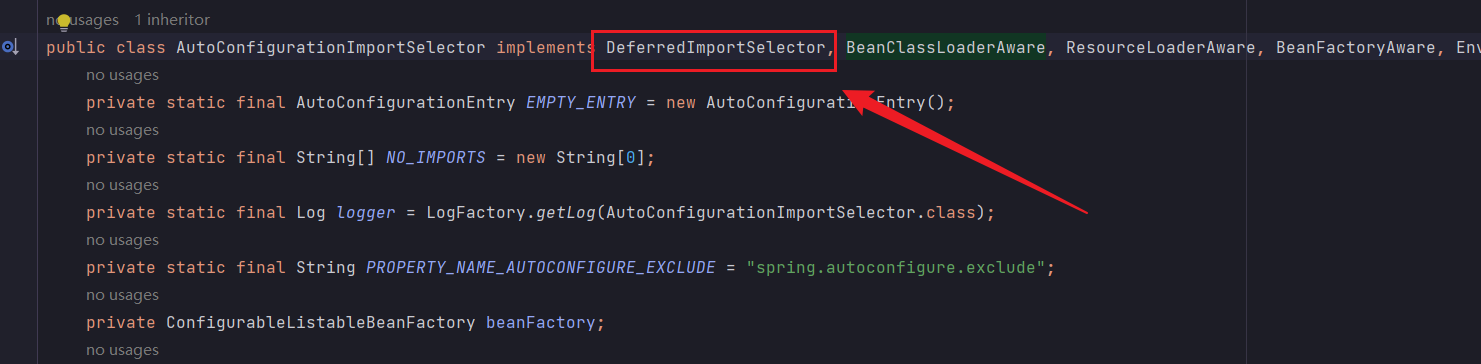 no usages 1 inheritor
public class AutoConfigurationImportSelector implements DeferredImportSelector, BeanClassLoaderAware, ResourceLoaderAware, BeanFactoryAware, Env
no usages
private static final AutoConfigurationEntry EMPTY_ENTRY = new AutoConfigurationEntry();
no usages
private static final String[] NO_IMPORTS = new String[0];
no usages
private static final Log logger = LogFactory.getLog(AutoConfigurationImportSelector.class);
no usages
private static final String PROPERTY_NAME_AUTOCONFIGURE_EXCLUDE = "spring.autoconfigure.exclude";
no usages
private ConfigurableListableBeanFactory beanFactory;
no usages